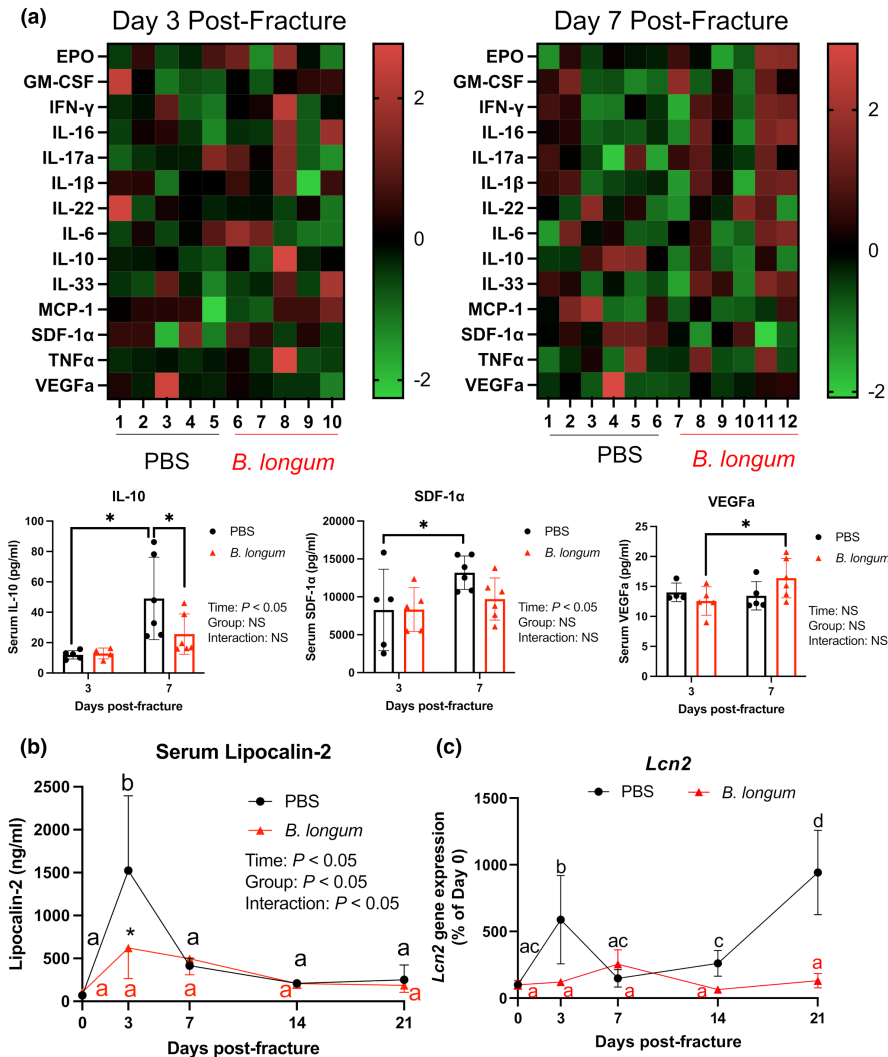 (a)
Day 3 Post-Fracture
EPO
GM-CSF
IFN-γ
IL-16
IL-17a
IL-1β
IL-22
IL-6
IL-10
IL-33
MCP-1
SDF-1α
TNFα
VEGFa
1 2 3 4 5 6 7 8 9 10
PBS
B. longum
2
0
-2
Day 7 Post-Fracture
EPO
GM-CSF
IFN-γ
IL-16
IL-17a
IL-1β
IL-22
IL-6
IL-10
IL-33
MCP-1
SDF-1α
TNFα
VEGFa
1 2 3 4 5 6 7 8 9 10 11 12
PBS
B. longum
2
0
-2
IL-10
Serum IL-10 (pg/ml)
100
80
60
40
20
0
* *
PBS
B. longum
Time: P < 0.05
Group: NS
Interaction: NS
3 7
Days post-fracture
SDF-1α
Serum SDF-1α (pg/ml)
20000
15000
10000
5000
0
*
PBS
B. longum
Time: P < 0.05
Group: NS
Interaction: NS
3 7
Days post-fracture
VEGFa
Serum VEGFa (pg/ml)
25
20
15
10
5
0
*
PBS
B. longum
Time: NS
Group: NS
Interaction: NS
3 7
Days post-fracture
(b)
Serum Lipocalin-2
Lipocalin-2 (ng/ml)
2500
2000
1500
1000
500
0
b
PBS
B. longum
Time: P < 0.05
Group: P < 0.05
Interaction: P < 0.05
*
a a a a
a a a a a
0 3 7 14 21
Days post-fracture
(c)
Lcn2
PBS B. longum
Lcn2 gene expression
(% of Day 0)
1500
1000
500
0
ac b ac c d
a a a a a
0 3 7 14 21
Days post-fracture